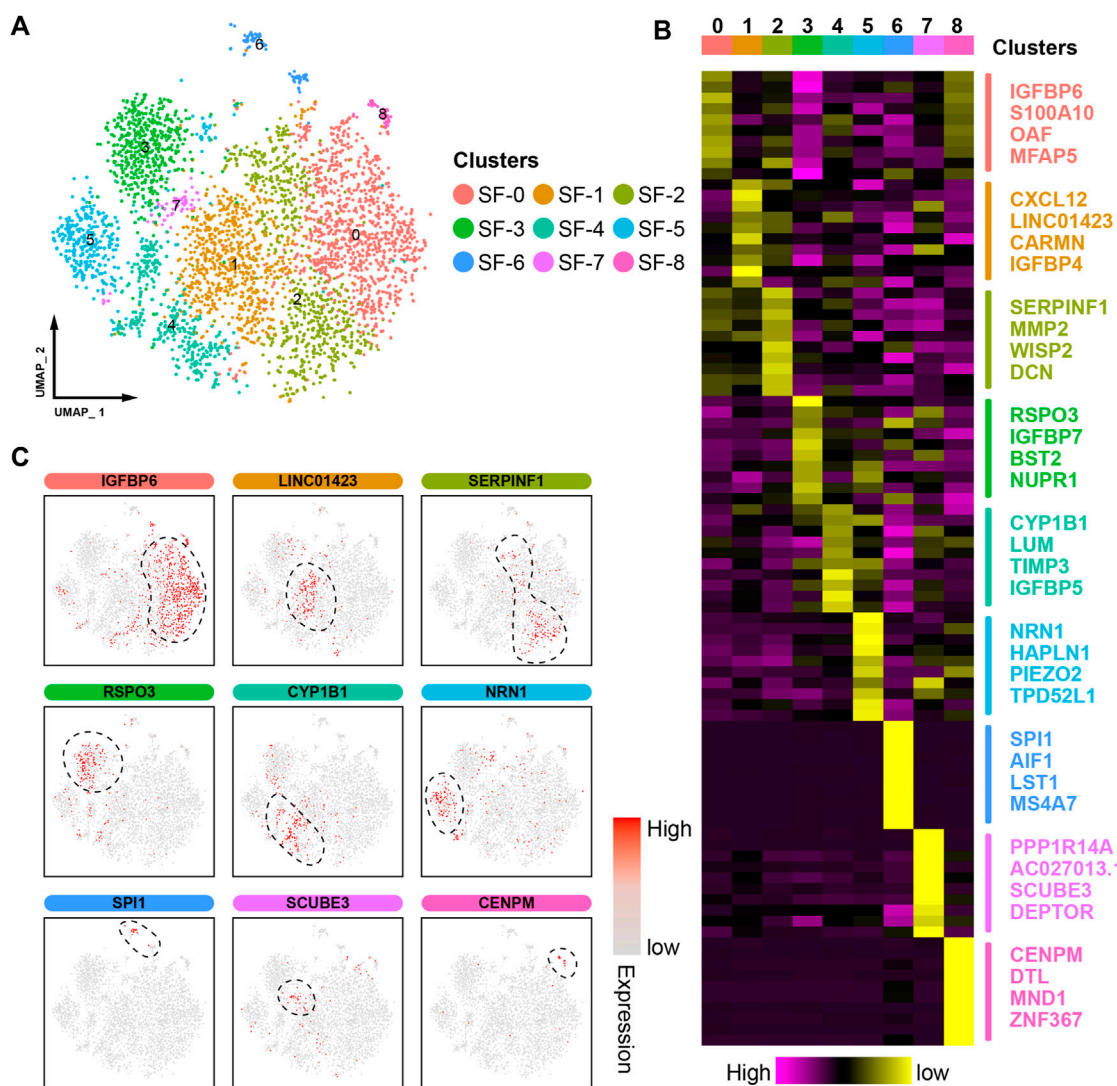 A
6
8
3
7
5
0
1
2
4
UMAP_2
UMAP_1
Clusters
SF-0 SF-1 SF-2
SF-3 SF-4 SF-5
SF-6 SF-7 SF-8
B
0 1 2 3 4 5 6 7 8
Clusters
IGFBP6
S100A10
OAF
MFAP5
CXCL12
LINC01423
CARMN
IGFBP4
SERPINF1
MMP2
WISP2
DCN
RSPO3
IGFBP7
BST2
NUPR1
CYP1B1
LUM
TIMP3
IGFBP5
NRN1
HAPLN1
PIEZO2
TPD52L1
SPI1
AIF1
LST1
MS4A7
PPP1R14A
AC027013.
SCUBE3
DEPTOR
CENPM
DTL
MND1
ZNF367
High low
C
IGFBP6 LINC01423 SERPINF1
RSPO3 CYP1B1 NRN1
SPI1 SCUBE3 CENPM
High
low
Expression